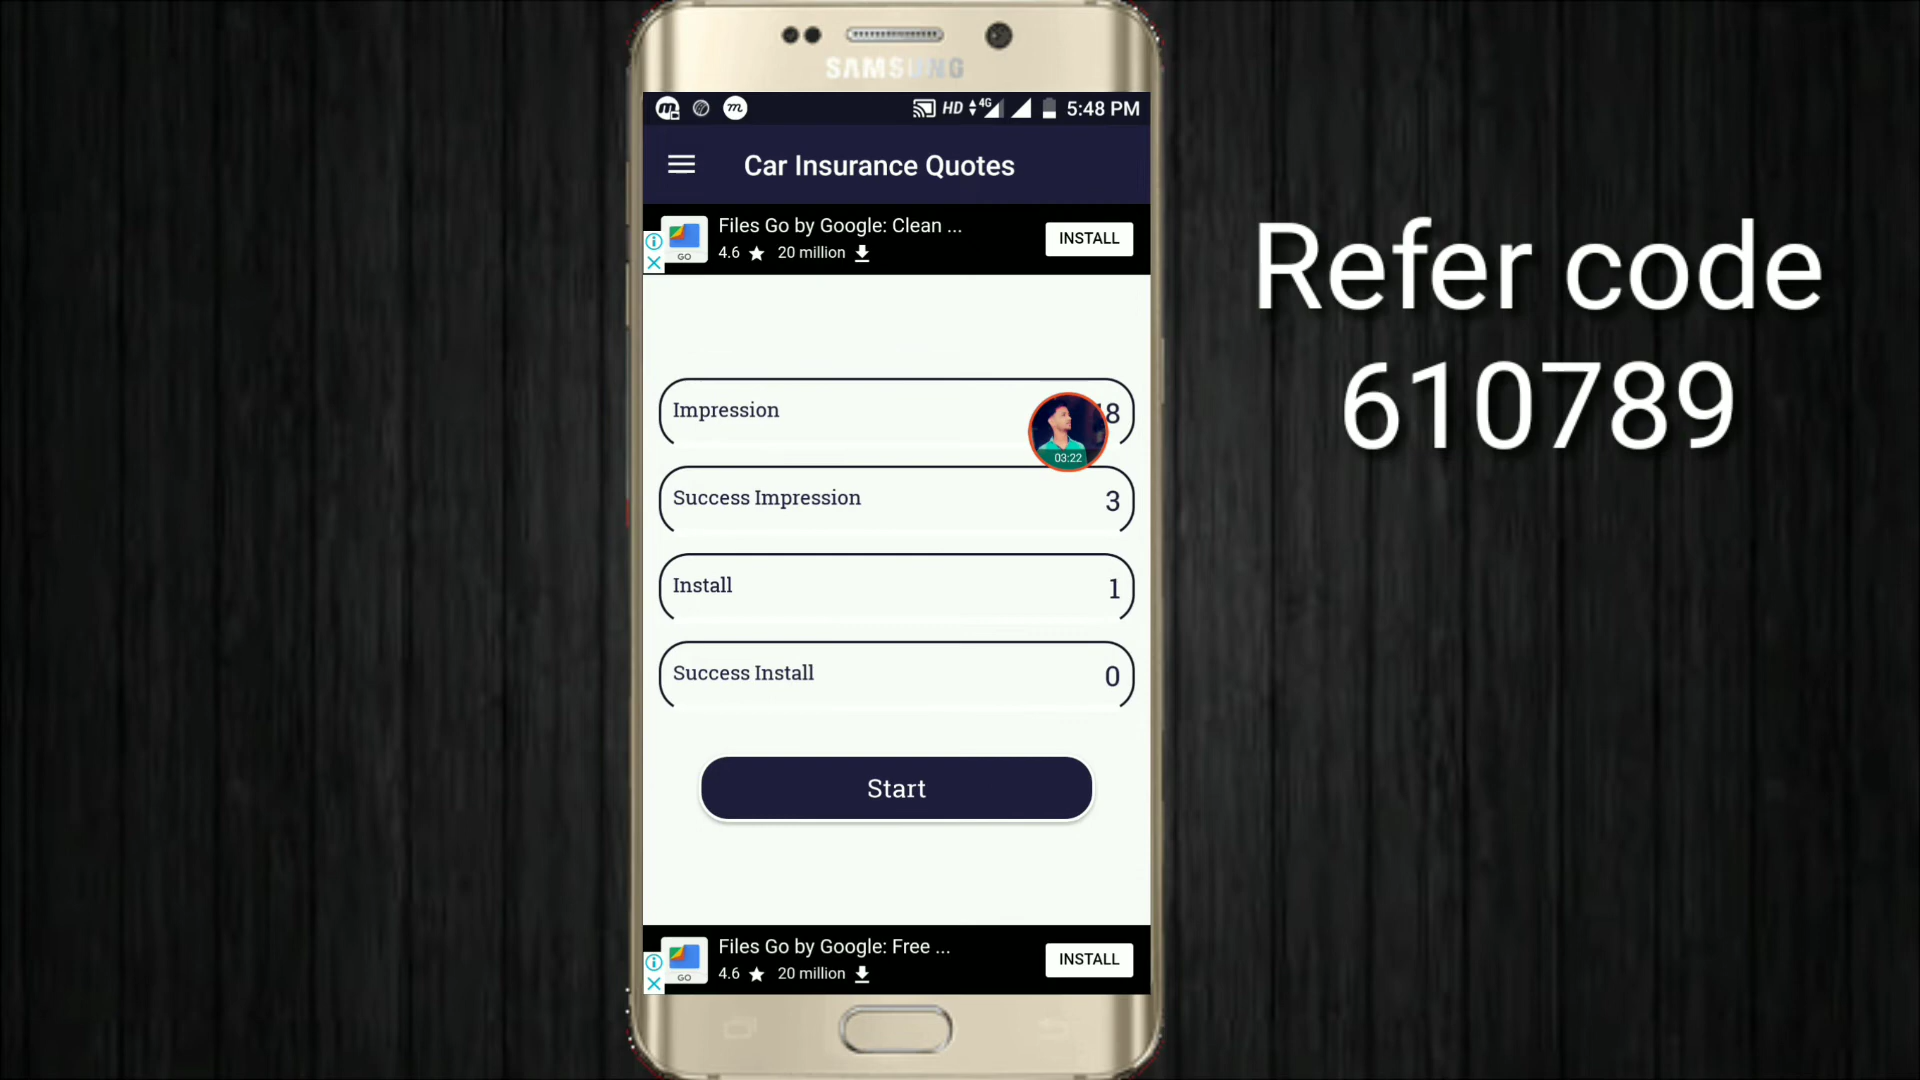 SAMSUNG
HD 4G 5:48 PM
Car Insurance Quotes
Files Go by Google: Clean ...
4.6 ★ 20 million
INSTALL
GO
Refer code
610789
Impression
8
03:22
Success Impression 3
Install 1
Success Install 0
Start
Files Go by Google: Free ...
4.6 ★ 20 million
INSTALL
GO